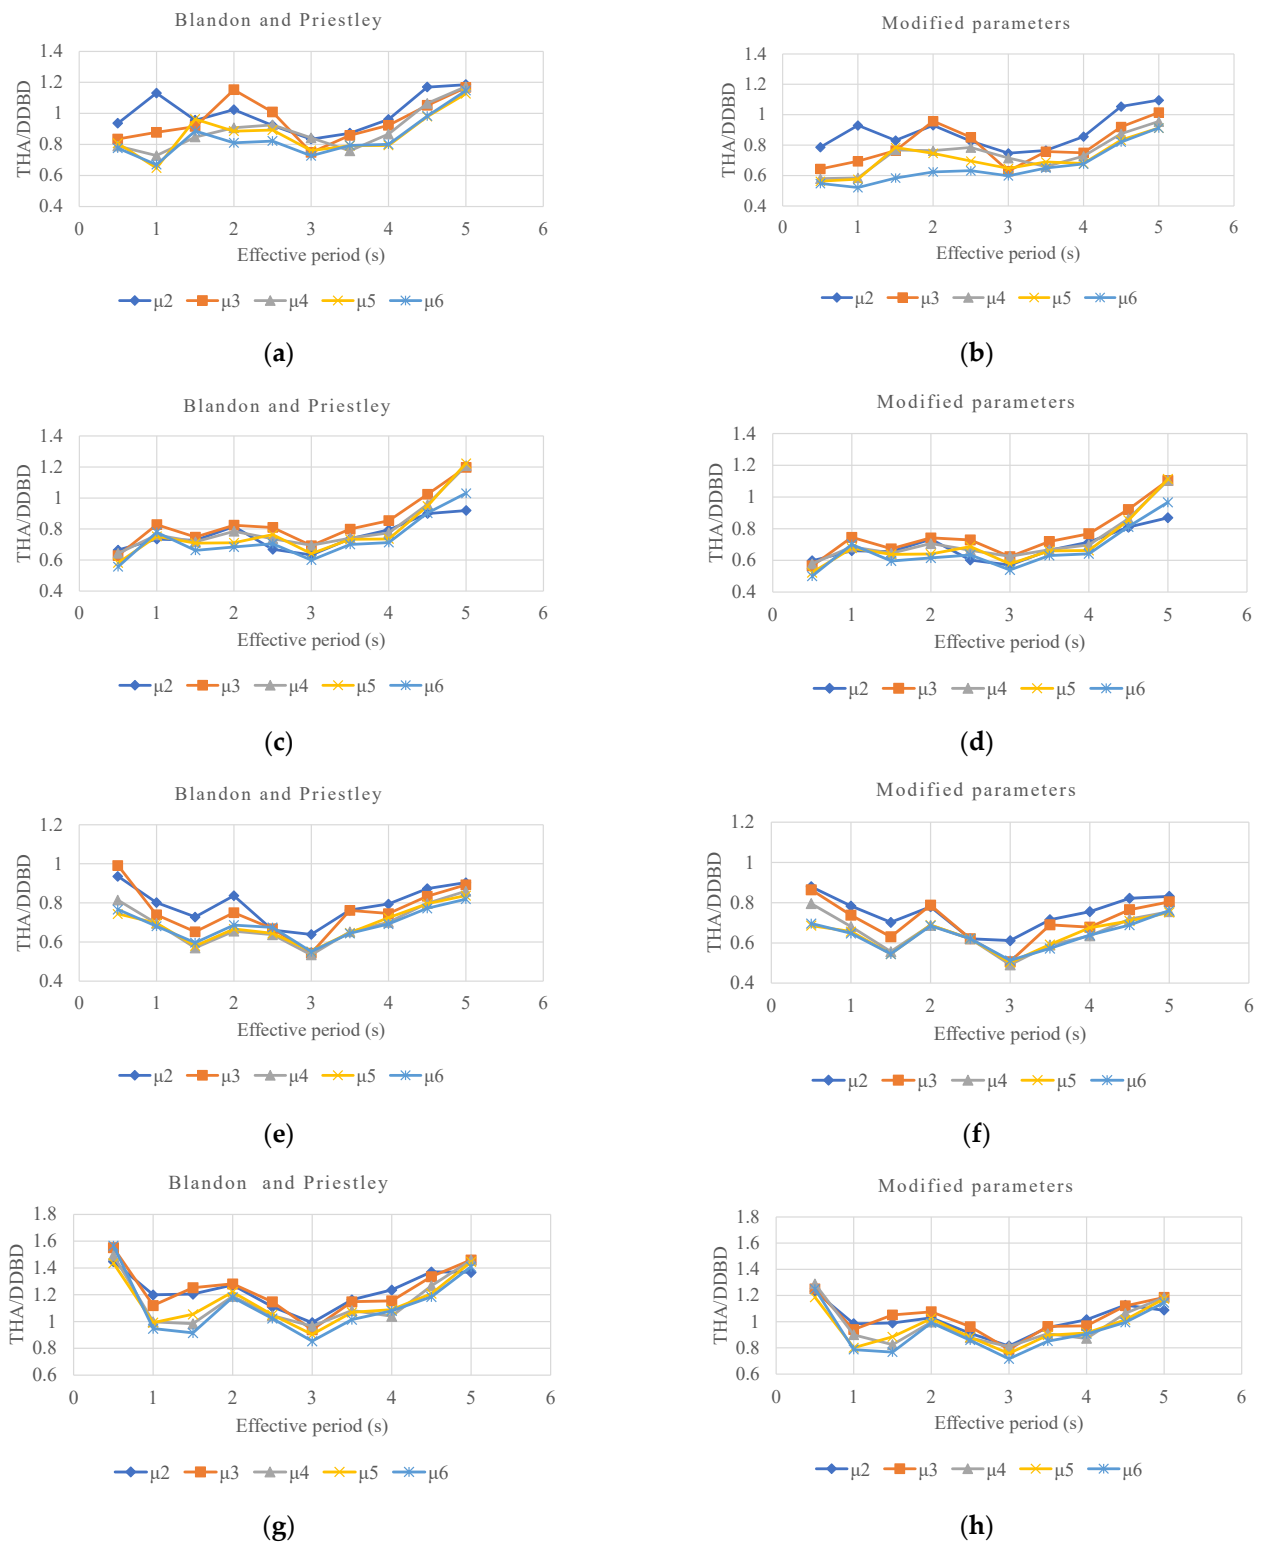 Blandon and Priestley
1.4
1.2
1
0.8
0.6
0.4
THA/DDBD
0 1 2 3 4 5 6
Effective period (s)
μ2 μ3 μ4 μ5 μ6
(a)
Modified parameters
1.4
1.2
1
0.8
0.6
0.4
THA/DDBD
0 1 2 3 4 5 6
Effective period (s)
μ2 μ3 μ4 μ5 μ6
(b)
Blandon and Priestley
1.4
1.2
1
0.8
0.6
0.4
THA/DDBD
0 1 2 3 4 5 6
Effective period (s)
μ2 μ3 μ4 μ5 μ6
(c)
Modified parameters
1.4
1.2
1
0.8
0.6
0.4
THA/DDBD
0 1 2 3 4 5 6
Effective period (s)
μ2 μ3 μ4 μ5 μ6
(d)
Blandon and Priestley
1.2
1
0.8
0.6
0.4
THA/DDBD
0 1 2 3 4 5 6
Effective period (s)
μ2 μ3 μ4 μ5 μ6
(e)
Modified parameters
1.2
1
0.8
0.6
0.4
THA/DDBD
0 1 2 3 4 5 6
Effective period (s)
μ2 μ3 μ4 μ5 μ6
(f)
Blandon and Priestley
1.8
1.6
1.4
1.2
1
0.8
0.6
THA/DDBD
0 1 2 3 4 5 6
Effective period (s)
μ2 μ3 μ4 μ5 μ6
(g)
Modified parameters
1.8
1.6
1.4
1.2
1
0.8
0.6
THA/DDBD
0 1 2 3 4 5 6
Effective period (s)
μ2 μ3 μ4 μ5 μ6
(h)